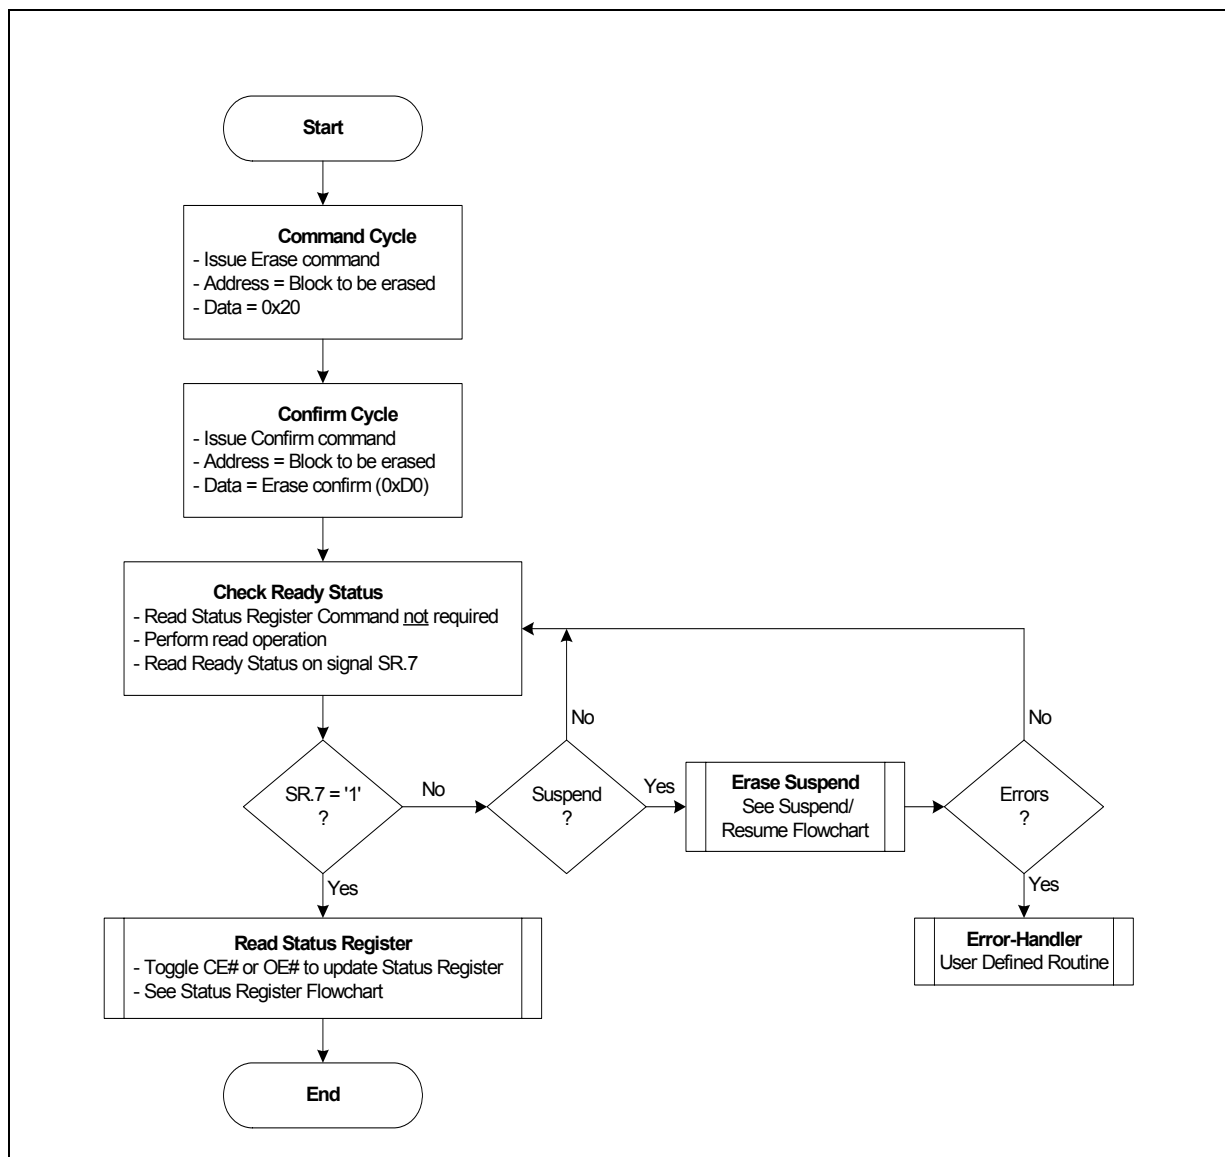 Start
Command Cycle
- Issue Erase command
- Address = Block to be erased
- Data = 0x20
Confirm Cycle
- Issue Confirm command
- Address = Block to be erased
- Data = Erase confirm (0xD0)
Check Ready Status
- Read Status Register Command not required
- Perform read operation
- Read Ready Status on signal SR.7
No
No
SR.7 = '1'
?
No
Suspend
?
Yes
Erase Suspend
See Suspend/
Resume Flowchart
Errors
?
Yes
Yes
Read Status Register
- Toggle CE# or OE# to update Status Register
- See Status Register Flowchart
Error-Handler
User Defined Routine
End